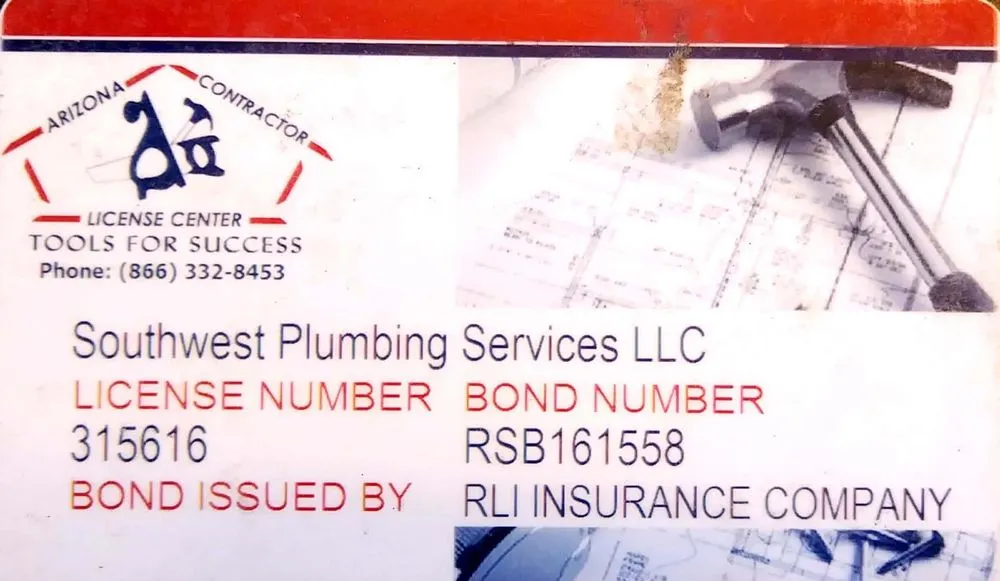 ARIZONA CONTRACTOR
LICENSE CENTER
TOOLS FOR SUCCESS
Phone: (866) 332-8453
Southwest Plumbing Services LLC
LICENSE NUMBER BOND NUMBER
315616 RSB161558
BOND ISSUED BY RLI INSURANCE COMPANY